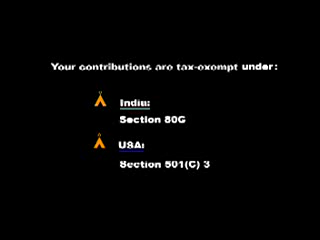 Your contributions are tax-exempt under:
India:
Section 80G
USA:
Section 501(C) 3